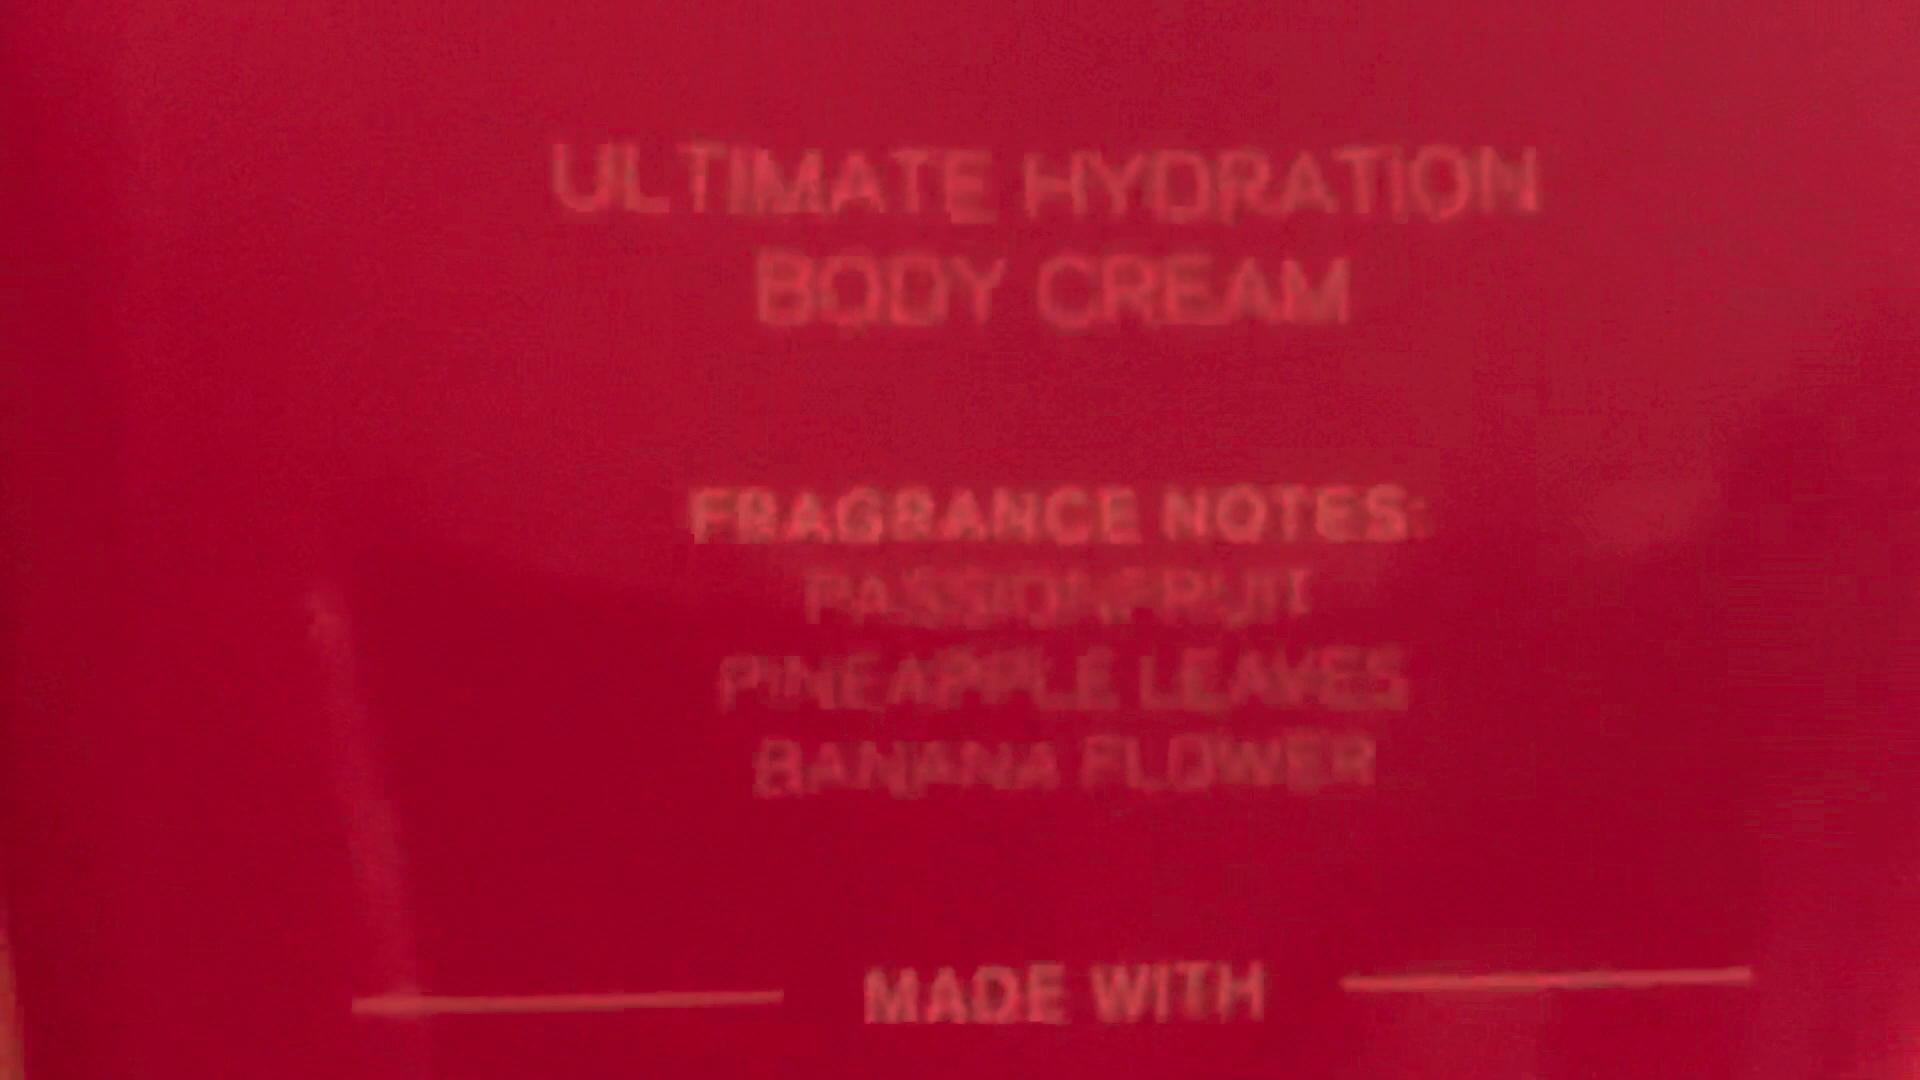 ULTIMATE HYDRATION
BODY CREAM
FRAGRANCE NOTES:
PASSIONFRUIT
PINEAPPLE LEAVES
BANANA FLOWER
MADE WITH